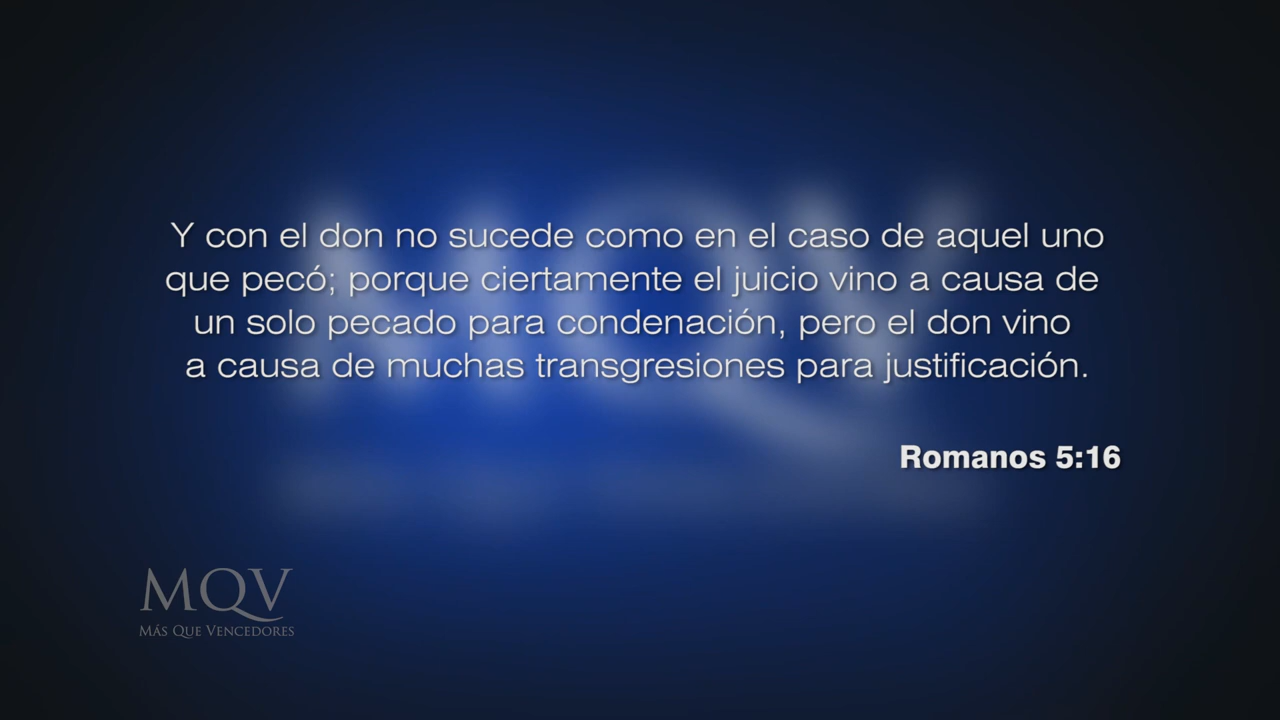 Y con el don no sucede como en el caso de aquel uno
que pecó; porque ciertamente el juicio vino a causa de
un solo pecado para condenación, pero el don vino
a causa de muchas transgresiones para justificación.
Romanos 5:16
MQV
Más Que Vencedores